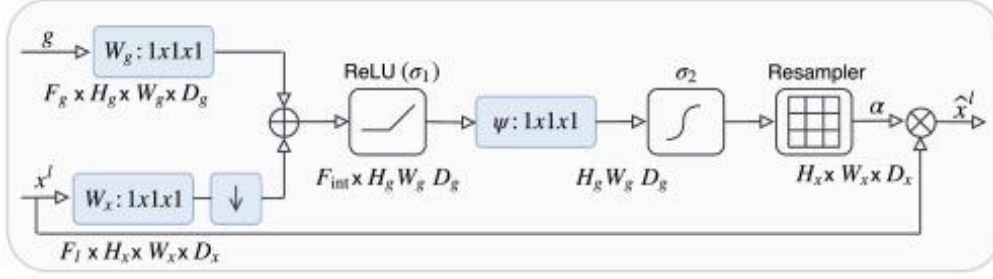 g
W_g : 1x1x1
F_g x H_g x W_g x D_g
ReLU (σ_1)
ψ : 1x1x1
σ_2
Resampler
α
x̂^l
F_int x H_g W_g D_g
H_g W_g D_g
H_x x W_x x D_x
x^l
W_x : 1x1x1
↓
F_l x H_x x W_x x D_x